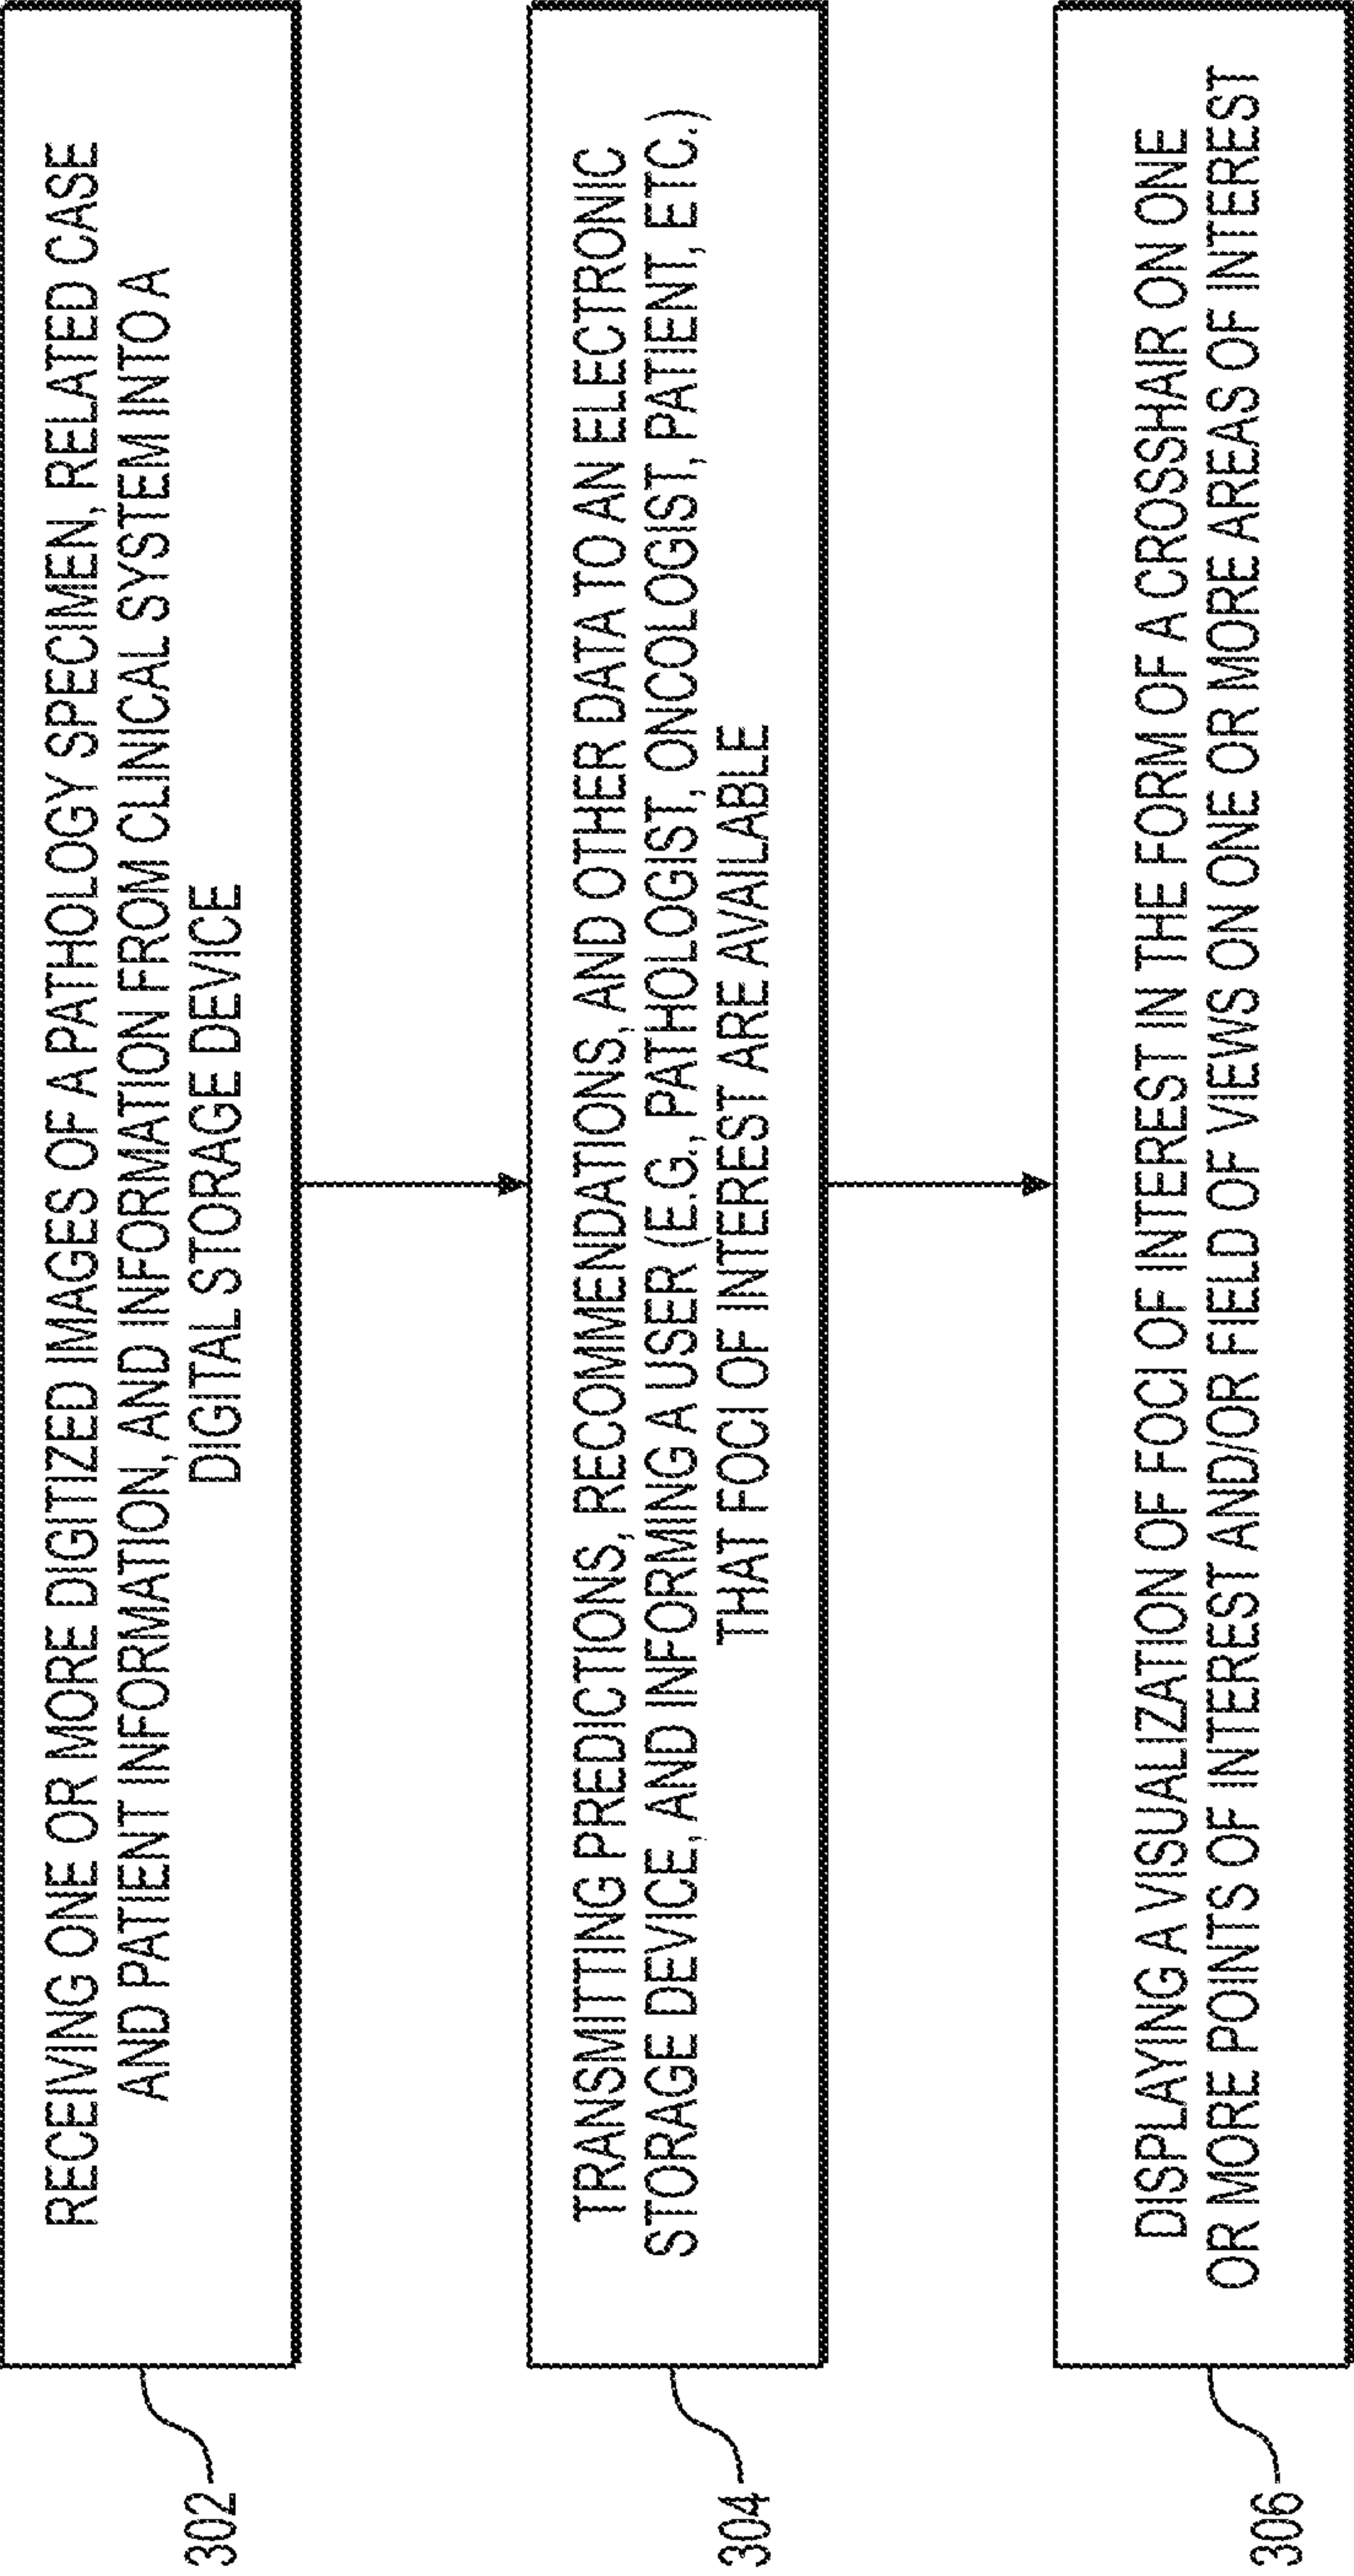 RECEIVING ONE OR MORE DIGITIZED IMAGES OF A PATHOLOGY SPECIMEN, RELATED CASE
AND PATIENT INFORMATION, AND INFORMATION FROM CLINICAL SYSTEM INTO A
DIGITAL STORAGE DEVICE
302
TRANSMITTING PREDICTIONS, RECOMMENDATIONS, AND OTHER DATA TO AN ELECTRONIC
STORAGE DEVICE, AND INFORMING A USER (E.G., PATHOLOGIST, ONCOLOGIST, PATIENT, ETC.)
THAT FOCI OF INTEREST ARE AVAILABLE
304
DISPLAYING A VISUALIZATION OF FOCI OF INTEREST IN THE FORM OF A CROSSHAIR ON ONE
OR MORE POINTS OF INTEREST AND/OR FIELD OF VIEWS ON ONE OR MORE AREAS OF INTEREST
306